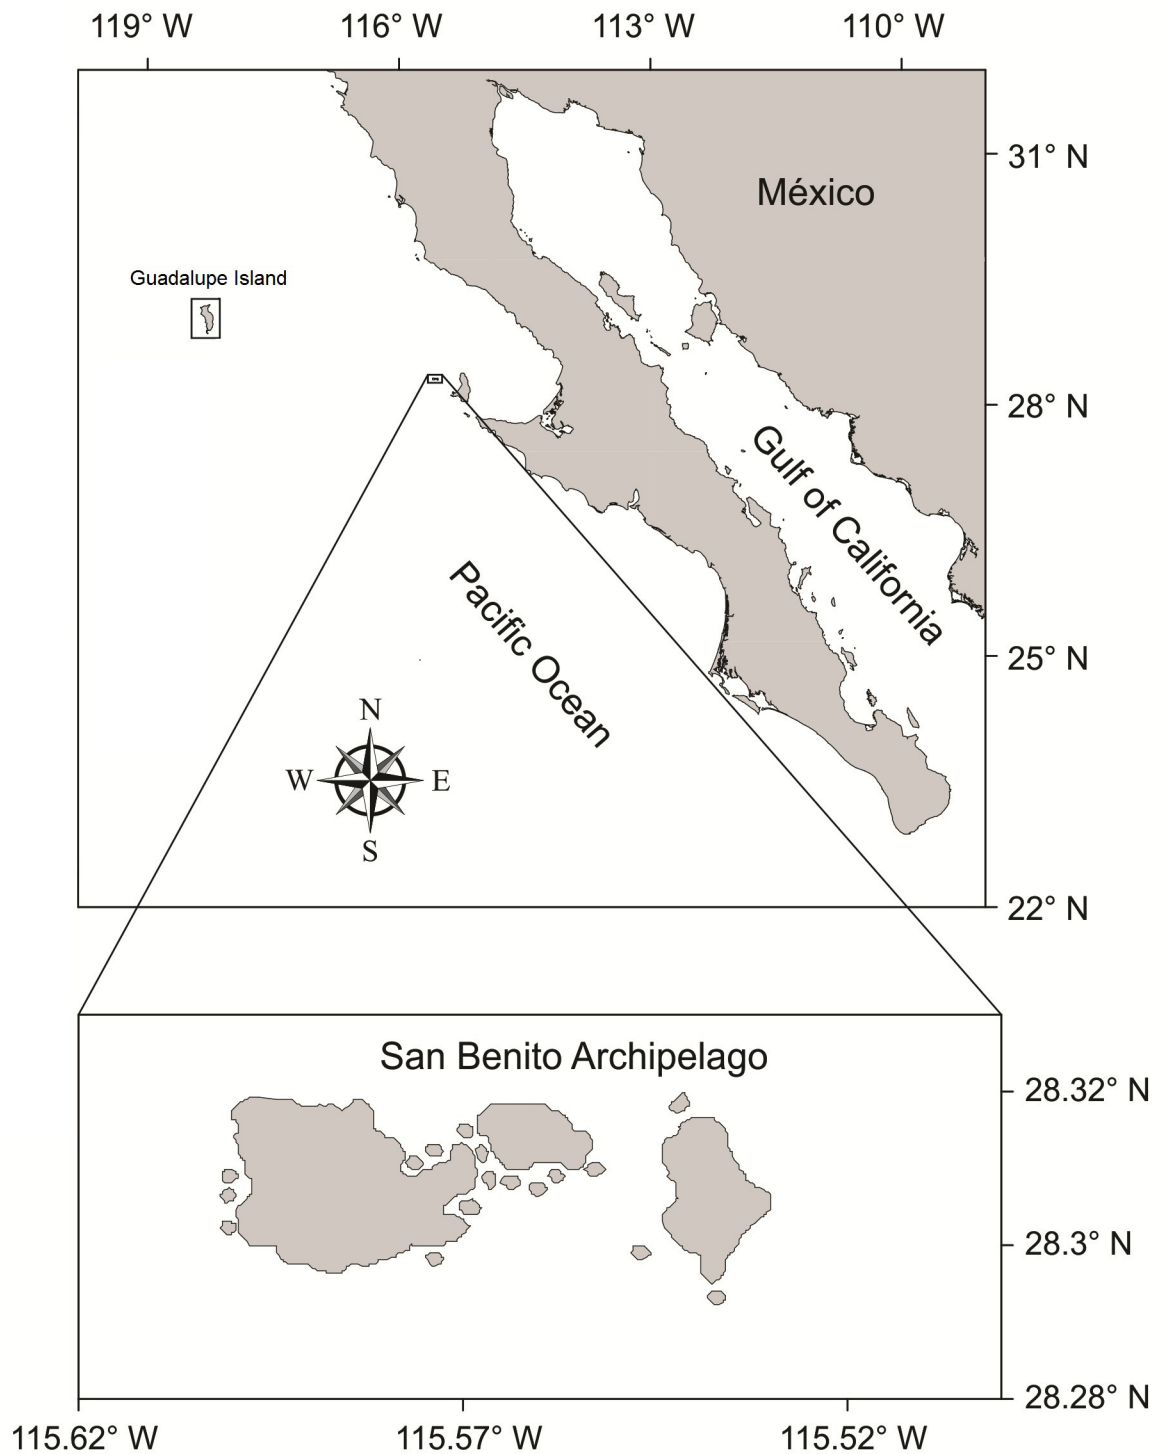 119° W 116° W 113° W 110° W
31° N
México
Guadalupe Island
28° N
Gulf of California
Pacific Ocean
25° N
N
W E
S
22° N
San Benito Archipelago
28.32° N
28.3° N
28.28° N
115.62° W 115.57° W 115.52° W